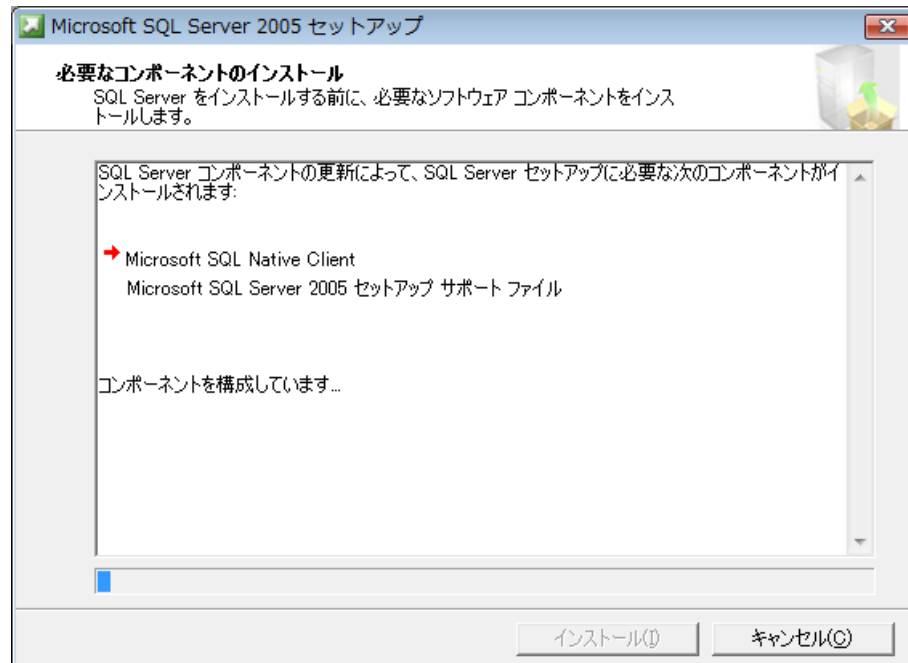 Microsoft SQL Server 2005 セットアップ
必要なコンポーネントのインストール
SQL Server をインストールする前に、必要なソフトウェア コンポーネントをインス
トールします。
SQL Server コンポーネントの更新によって、SQL Server セットアップに必要な次のコンポーネントがイ
ンストールされます:
Microsoft SQL Native Client
Microsoft SQL Server 2005 セットアップ サポート ファイル
コンポーネントを構成しています...
インストール(I)
キャンセル(C)